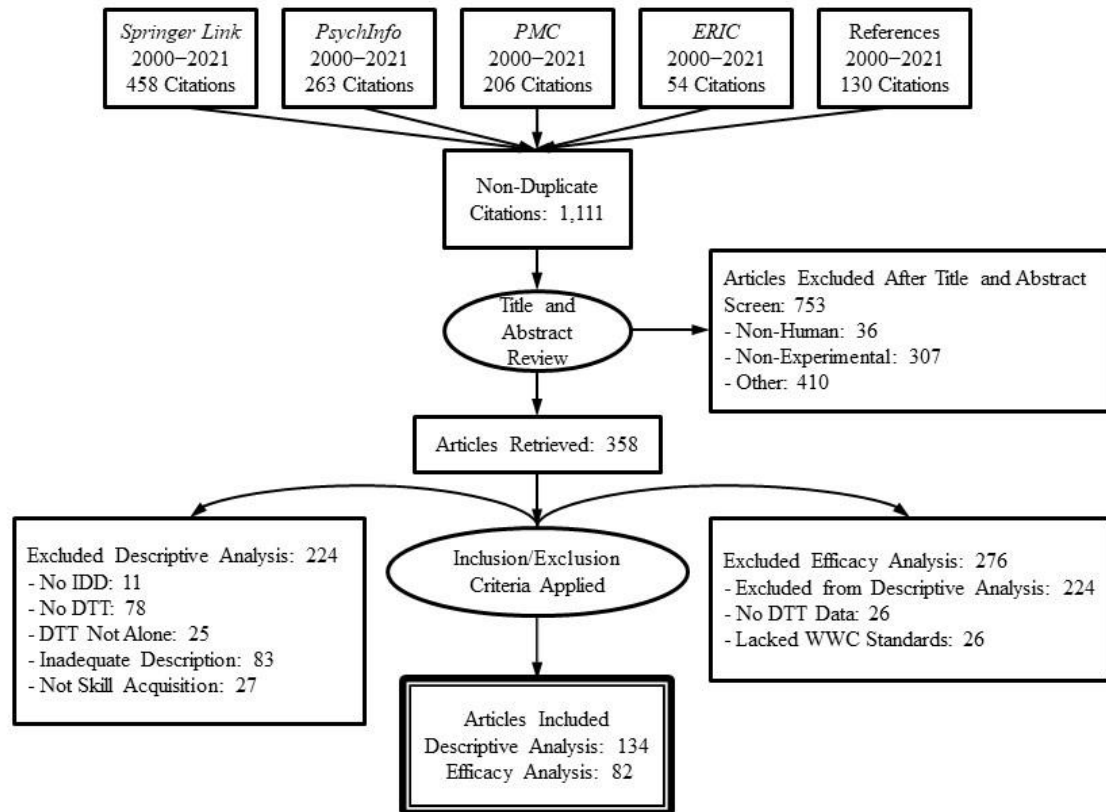 Springer Link
2000–2021
458 Citations
PsychInfo
2000–2021
263 Citations
PMC
2000–2021
206 Citations
ERIC
2000–2021
54 Citations
References
2000–2021
130 Citations
Non-Duplicate
Citations: 1,111
Title and
Abstract
Review
Articles Excluded After Title and Abstract
Screen: 753
- Non-Human: 36
- Non-Experimental: 307
- Other: 410
Articles Retrieved: 358
Excluded Descriptive Analysis: 224
- No IDD: 11
- No DTT: 78
- DTT Not Alone: 25
- Inadequate Description: 83
- Not Skill Acquisition: 27
Inclusion/Exclusion
Criteria Applied
Excluded Efficacy Analysis: 276
- Excluded from Descriptive Analysis: 224
- No DTT Data: 26
- Lacked WWC Standards: 26
Articles Included
Descriptive Analysis: 134
Efficacy Analysis: 82